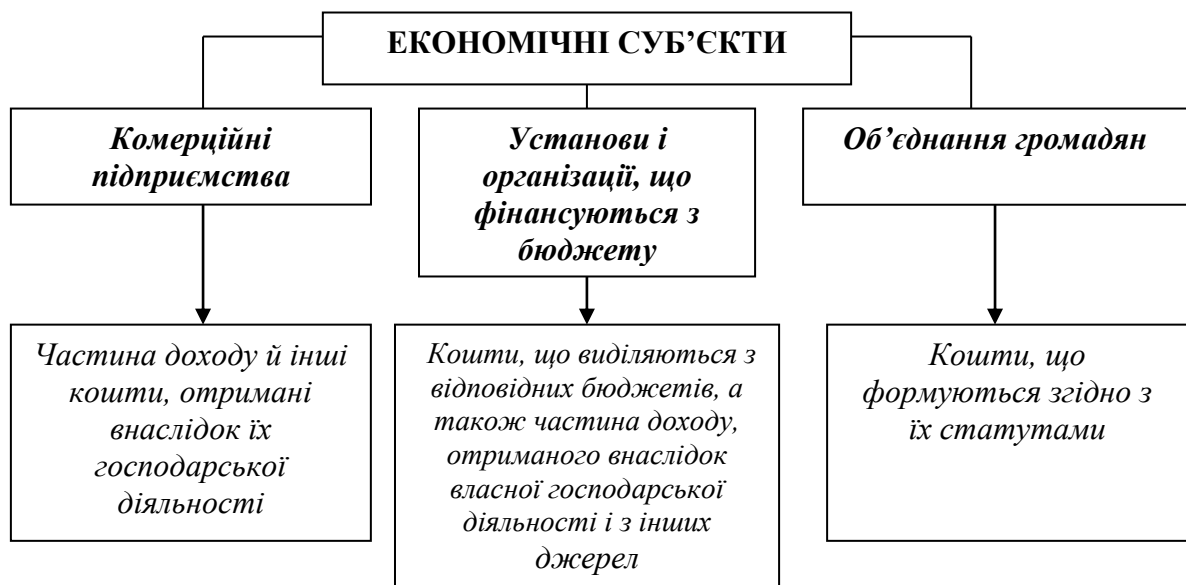 ЕКОНОМІЧНІ СУБ’ЄКТИ
Комерційні
підприємства
Установи і
організації, що
фінансуються з
бюджету
Об’єднання громадян
Частина доходу й інші
кошти, отримані
внаслідок їх
господарської
діяльності
Кошти, що виділяються з
відповідних бюджетів, а
також частина доходу,
отриманого внаслідок
власної господарської
діяльності і з інших
джерел
Кошти, що
формуються згідно з
їх статутами